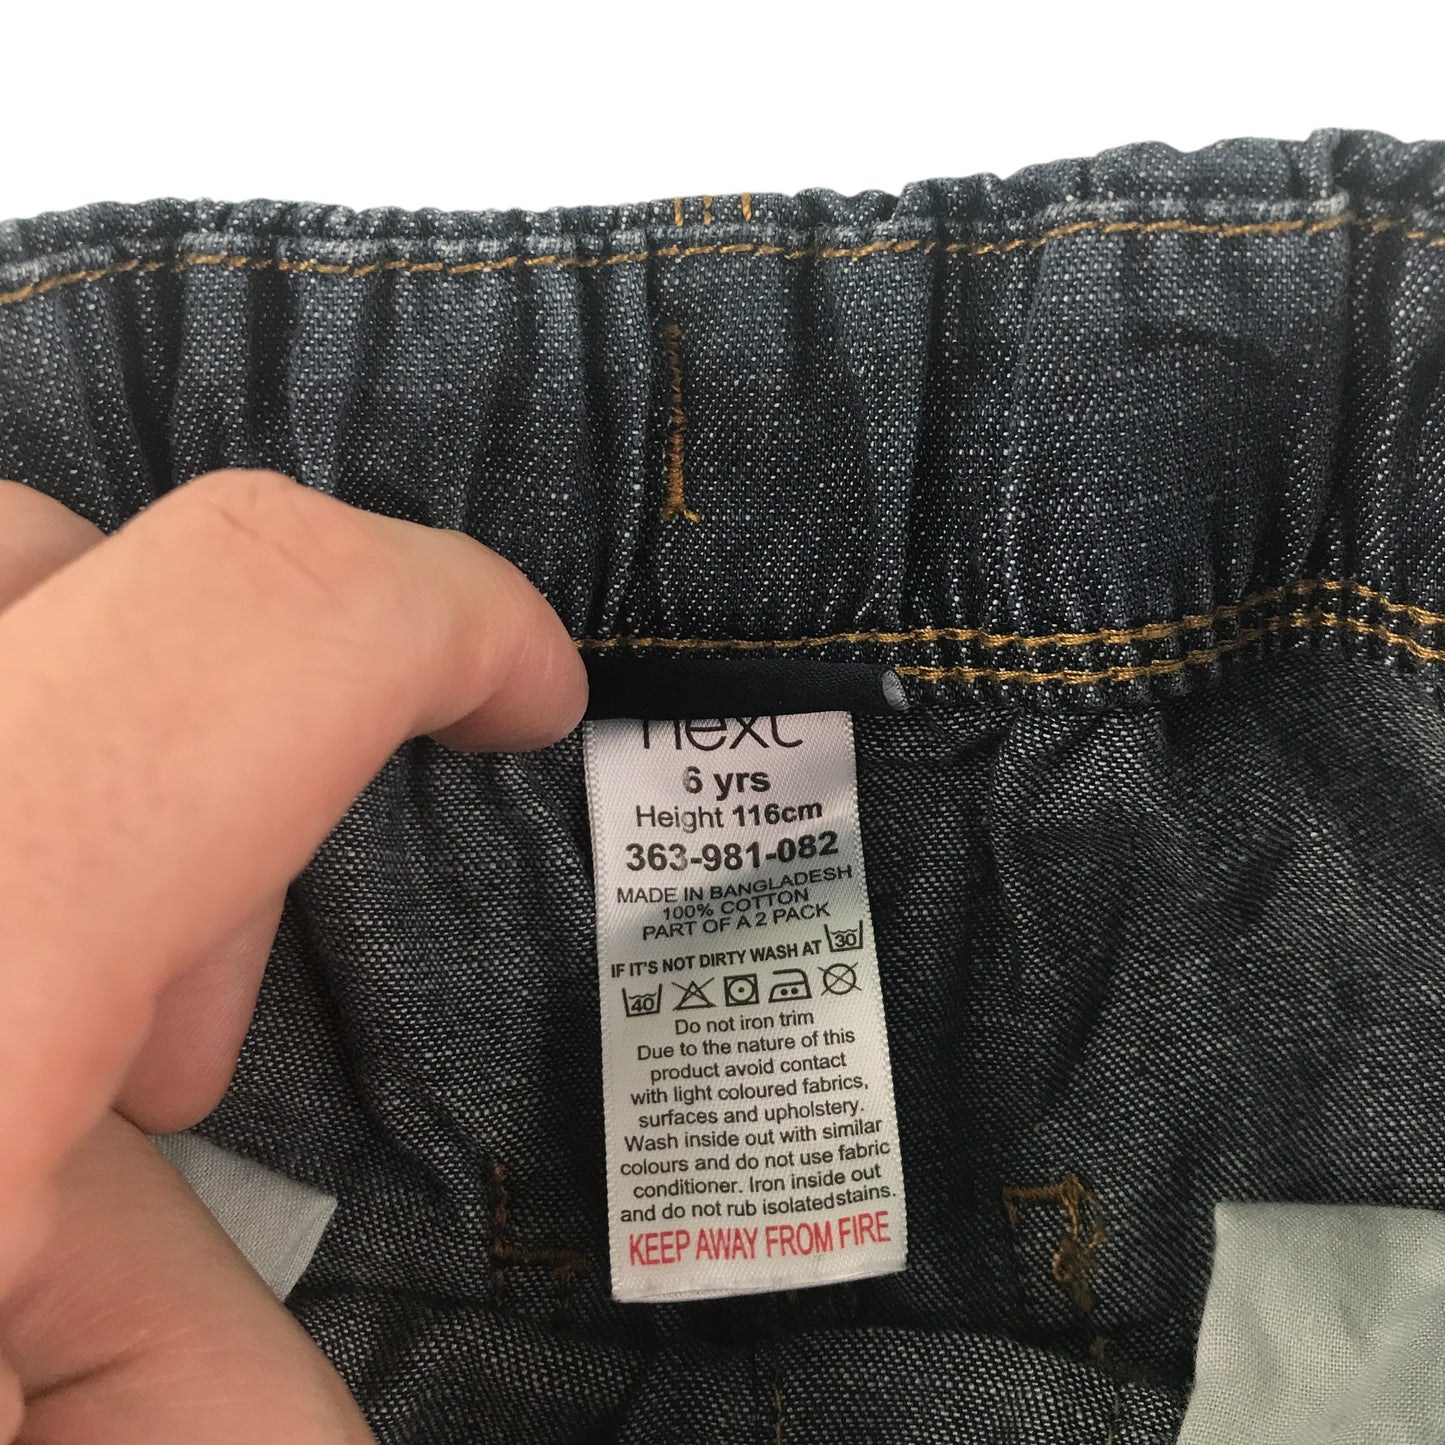 next
6 yrs
Height 116cm
363-981-082
MADE IN BANGLADESH
100% COTTON
PART OF A 2 PACK
IF IT'S NOT DIRTY WASH AT 30
40
Do not iron trim
Due to the nature of this
product avoid contact
with light coloured fabrics,
surfaces and upholstery.
Wash inside out with similar
colours and do not use fabric
conditioner. Iron inside out
and do not rub isolated stains.
KEEP AWAY FROM FIRE